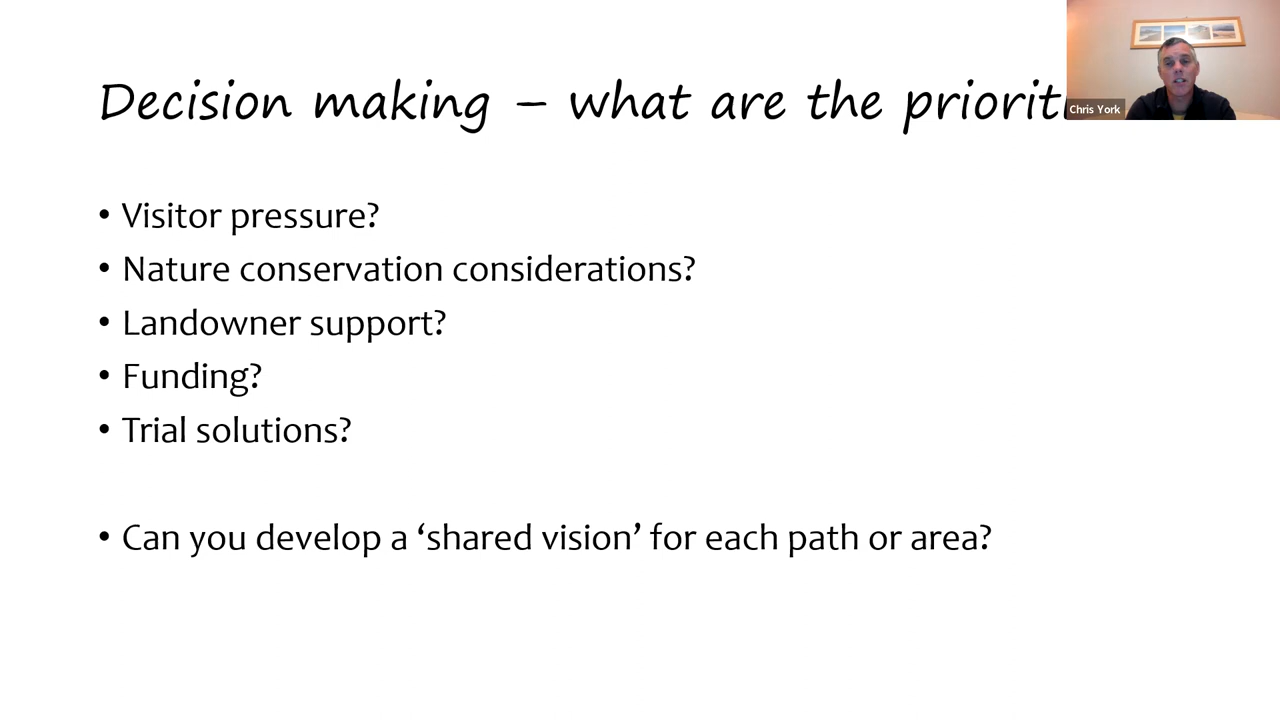 Decision making – what are the
Chris York
• Visitor pressure?
• Nature conservation considerations?
• Landowner support?
• Funding?
• Trial solutions?
• Can you develop a ‘shared vision’ for each path or area?